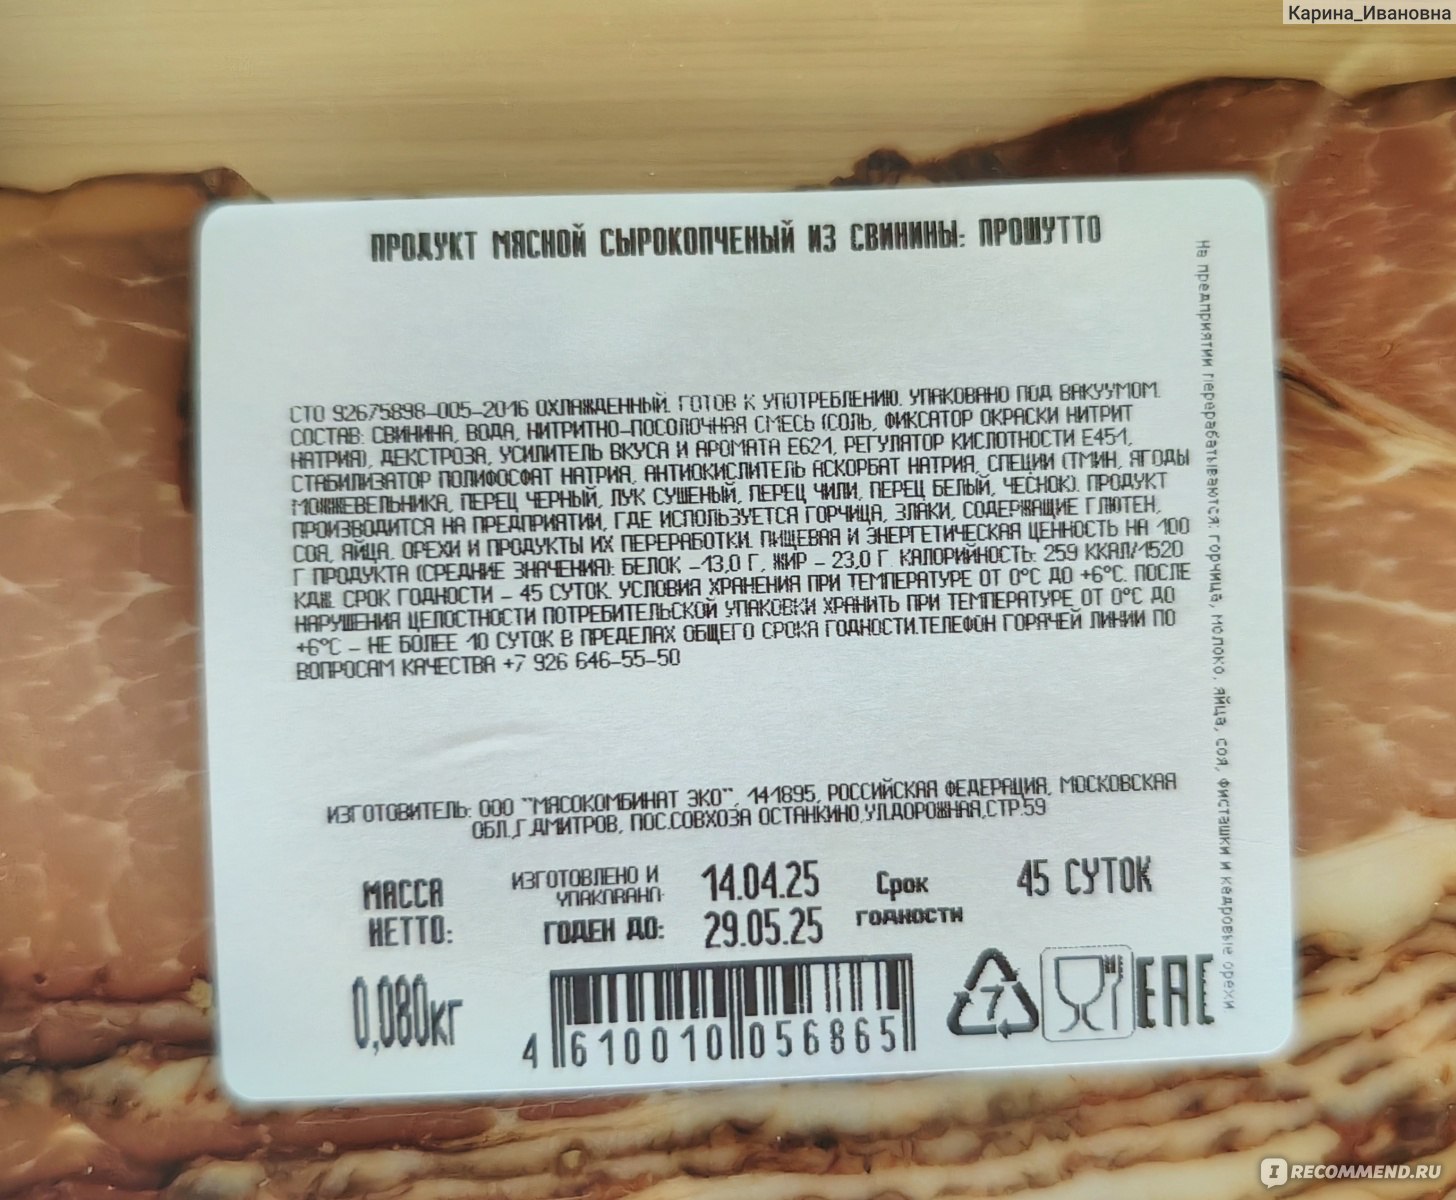 Карина_Ивановна
ПРОДУКТ МЯСНОЙ СЫРОКОПЧЕНЫЙ ИЗ СВИНИНЫ: ПРОШУТТО
СТО 92675898-005-2016 ОХЛАЖДЕННЫЙ. ГОТОВ К УПОТРЕБЛЕНИЮ. УПАКОВАНО ПОД ВАКУУМОМ.
СОСТАВ: СВИНИНА, ВОДА, НИТРИТНО-ПОСОЛОЧНАЯ СМЕСЬ (СОЛЬ, ФИКСАТОР ОКРАСКИ НИТРИТ
НАТРИЯ), ДЕКСТРОЗА, УСИЛИТЕЛЬ ВКУСА И АРОМАТА Е621, РЕГУЛЯТОР КИСЛОТНОСТИ Е451,
СТАБИЛИЗАТОР ПОЛИФОСФАТ НАТРИЯ, АНТИОКИСЛИТЕЛЬ АСКОРБАТ НАТРИЯ, СПЕЦИИ (ТМИН, ЯГОДЫ
МОЖЖЕВЕЛЬНИКА, ПЕРЕЦ ЧЕРНЫЙ, ЛУК СУШЕНЫЙ, ПЕРЕЦ ЧИЛИ, ПЕРЕЦ БЕЛЫЙ, ЧЕСНОК). ПРОДУКТ
ПРОИЗВОДИТСЯ НА ПРЕДПРИЯТИИ, ГДЕ ИСПОЛЬЗУЕТСЯ ГОРЧИЦА, ЗЛАКИ, СОДЕРЖАЩИЕ ГЛЮТЕН,
СОЯ, ЯЙЦА, ОРЕХИ И ПРОДУКТЫ ИХ ПЕРЕРАБОТКИ. ПИЩЕВАЯ И ЭНЕРГЕТИЧЕСКАЯ ЦЕННОСТЬ НА 100
Г ПРОДУКТА (СРЕДНИЕ ЗНАЧЕНИЯ): БЕЛОК -13,0 Г, ЖИР - 23,0 Г. КАЛОРИЙНОСТЬ: 259 ККАЛ/1520
КДЖ. СРОК ГОДНОСТИ - 45 СУТОК. УСЛОВИЯ ХРАНЕНИЯ ПРИ ТЕМПЕРАТУРЕ ОТ 0°С ДО +6°С. ПОСЛЕ
НАРУШЕНИЯ ЦЕЛОСТНОСТИ ПОТРЕБИТЕЛЬСКОЙ УПАКОВКИ ХРАНИТЬ ПРИ ТЕМПЕРАТУРЕ ОТ 0°С ДО
+6°С - НЕ БОЛЕЕ 10 СУТОК В ПРЕДЕЛАХ ОБЩЕГО СРОКА ГОДНОСТИ.ТЕЛЕФОН ГОРЯЧЕЙ ЛИНИИ ПО
ВОПРОСАМ КАЧЕСТВА +7 926 646-55-50
На предприятии перерабатываются: горчица, молоко, яйца, соя, фисташки и кедровые орехи
ИЗГОТОВИТЕЛЬ: ООО "МЯСОКОМБИНАТ ЭКО", 141895, РОССИЙСКАЯ ФЕДЕРАЦИЯ, МОСКОВСКАЯ
ОБЛ.,Г.ДМИТРОВ, ПОС.СОВХОЗА ОСТАНКИНО,УЛ.ДОРОЖНАЯ,СТР.59
МАССА
НЕТТО:
0,080кг
ИЗГОТОВЛЕНО И
УПАКОВАНО:
14.04.25
ГОДЕН ДО:
29.05.25
Срок
годности
45 СУТОК
4 610010 056865
7
ЕАС
IRECOMMEND.RU